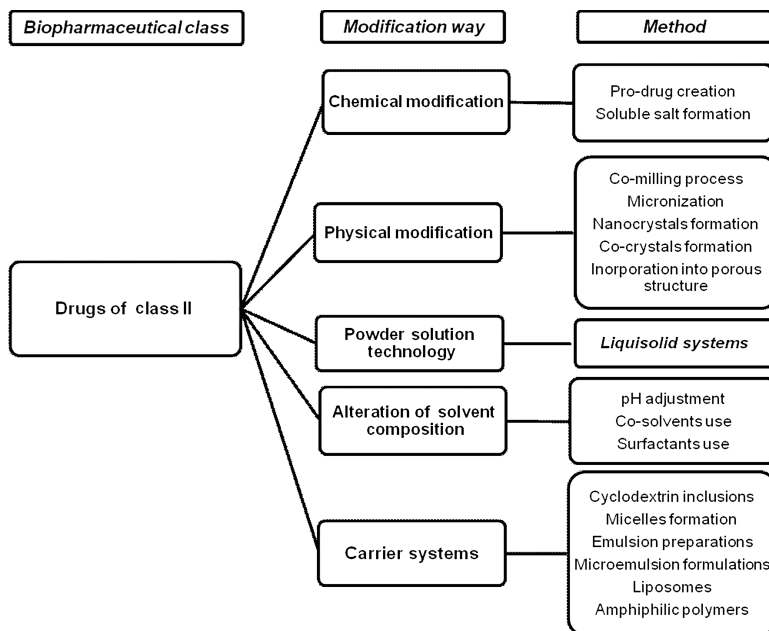 Biopharmaceutical class
Modification way
Method
Drugs of class II
Chemical modification
Pro-drug creation
Soluble salt formation
Physical modification
Co-milling process
Micronization
Nanocrystals formation
Co-crystals formation
Inorporation into porous
structure
Powder solution
technology
Liquisolid systems
Alteration of solvent
composition
pH adjustment
Co-solvents use
Surfactants use
Carrier systems
Cyclodextrin inclusions
Micelles formation
Emulsion preparations
Microemulsion formulations
Liposomes
Amphiphilic polymers